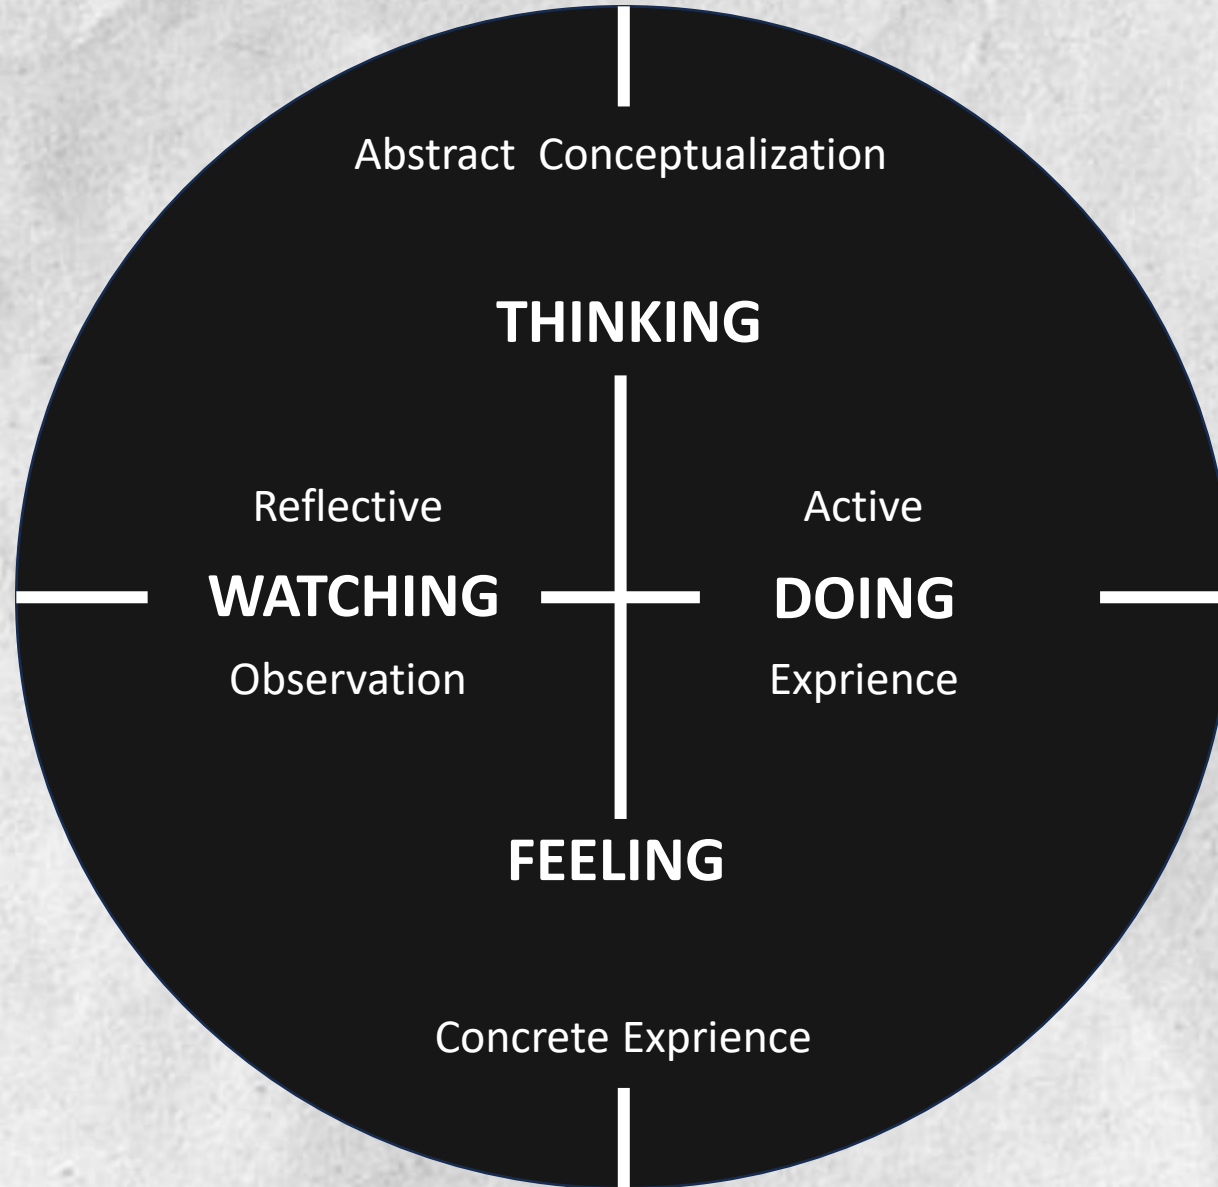 Abstract  Conceptualization
THINKING
Reflective
WATCHING
Observation
Active
DOING
Exprience
FEELING
Concrete Exprience